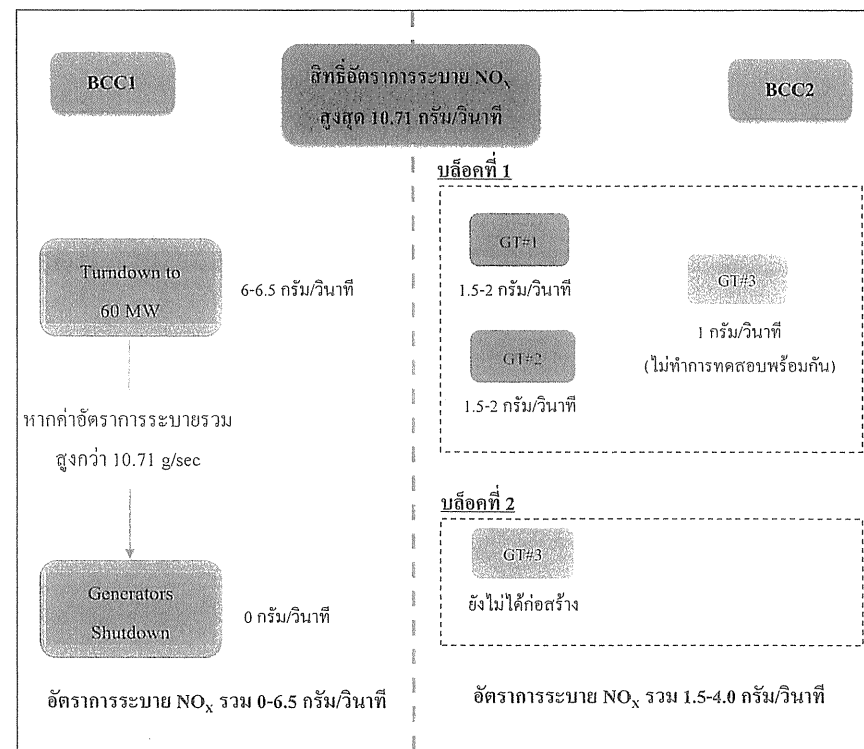 BCC1
สิทธิ์อัตราการระบาย NOx
สูงสุด 10.71 กรัม/วินาที
BCC2
Turndown to
60 MW
6-6.5 กรัม/วินาที
หากค่าอัตราการระบายรวม
สูงกว่า 10.71 g/sec
Generators
Shutdown
0 กรัม/วินาที
อัตราการระบาย NOx รวม 0-6.5 กรัม/วินาที
บล็อคที่ 1
GT#1
1.5-2 กรัม/วินาที
GT#2
1.5-2 กรัม/วินาที
GT#3
1 กรัม/วินาที
(ไม่ทำการทดสอบพร้อมกัน)
บล็อคที่ 2
GT#3
ยังไม่ได้ก่อสร้าง
อัตราการระบาย NOx รวม 1.5-4.0 กรัม/วินาที